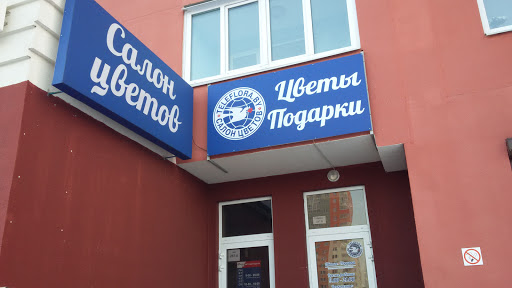 Салон
цветов
TELEFLORA.BY
САЛОН ЦВЕТОВ
Цветы
Подарки